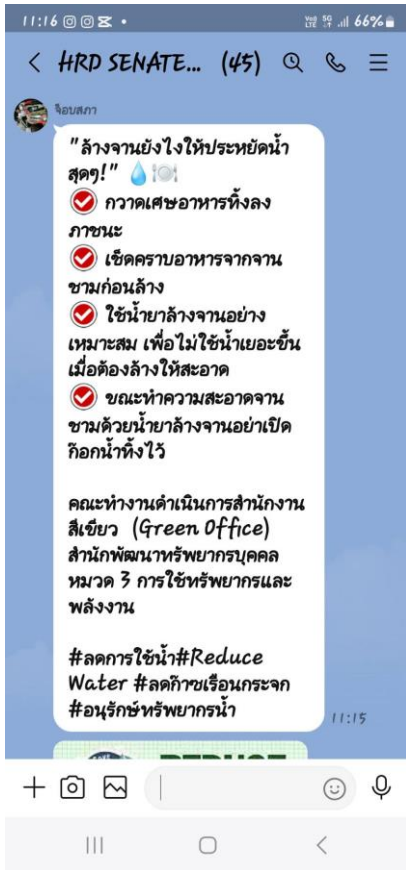 11:16
66%
HRD SENATE... (45)
จ๊อบสภา
"ล้างจานยังไงให้ประหยัดน้ำ
สุดๆ!" 💧🍽️
กวาดเศษอาหารทิ้งลง
ภาชนะ
เช็ดคราบอาหารจากจาน
ชามก่อนล้าง
ใช้น้ำยาล้างจานอย่าง
เหมาะสม เพื่อไม่ใช้น้ำเยอะขึ้น
เมื่อต้องล้างให้สะอาด
ขณะทำความสะอาดจาน
ชามด้วยน้ำยาล้างจานอย่าเปิด
ก๊อกน้ำทิ้งไว้
คณะทำงานดำเนินการสำนักงาน
สีเขียว (Green Office)
สำนักพัฒนาทรัพยากรบุคคล
หมวด 3 การใช้ทรัพยากรและ
พลังงาน
#ลดการใช้น้ำ#Reduce
Water #ลดก๊าซเรือนกระจก
#อนุรักษ์ทรัพยากรน้ำ
11:15